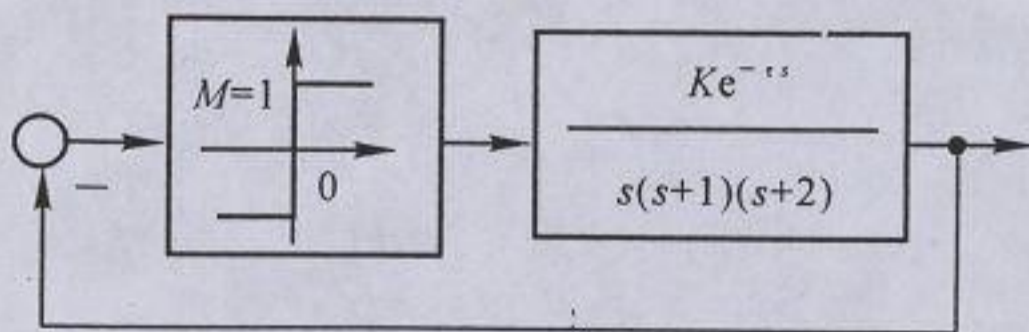 M=1
0
Ke^{-τs}
s(s+1)(s+2)
−